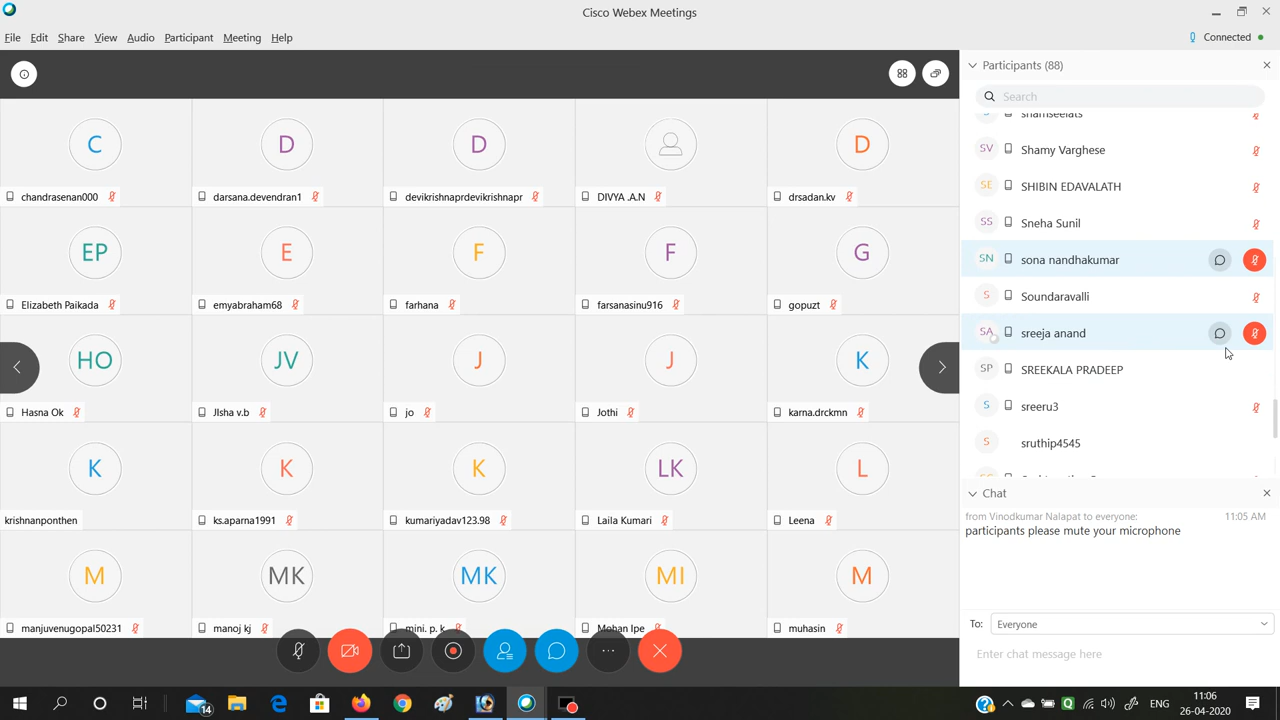 Cisco Webex Meetings
File Edit Share View Audio Participant Meeting Help
Connected
Participants (88)
Search
C
D
D
D
chandrasenan000
darsana.devendran1
devikrishnaprdevikrishnapr
DIVYA .A.N
drsadan.kv
EP
E
F
F
G
Elizabeth Paikada
emyabraham68
farhana
farsanasinu916
gopuzt
HO
JV
J
J
K
Hasna Ok
JIsha v.b
jo
Jothi
karna.drckmn
K
K
K
LK
L
krishnanponthen
ks.aparna1991
kumariyadav123.98
Laila Kumari
Leena
M
MK
MK
MI
M
manjuvenugopal50231
manoj kj
mini. p. k
Mohan Ipe
muhasin
shamseelats
SV Shamy Varghese
SE SHIBIN EDAVALATH
SS Sneha Sunil
SN sona nandhakumar
S Soundaravalli
SA sreeja anand
SP SREEKALA PRADEEP
S sreeru3
S sruthip4545
Chat
from Vinodkumar Nalapat to everyone: 11:05 AM
participants please mute your microphone
To: Everyone
Enter chat message here
14
ENG
11:06
26-04-2020